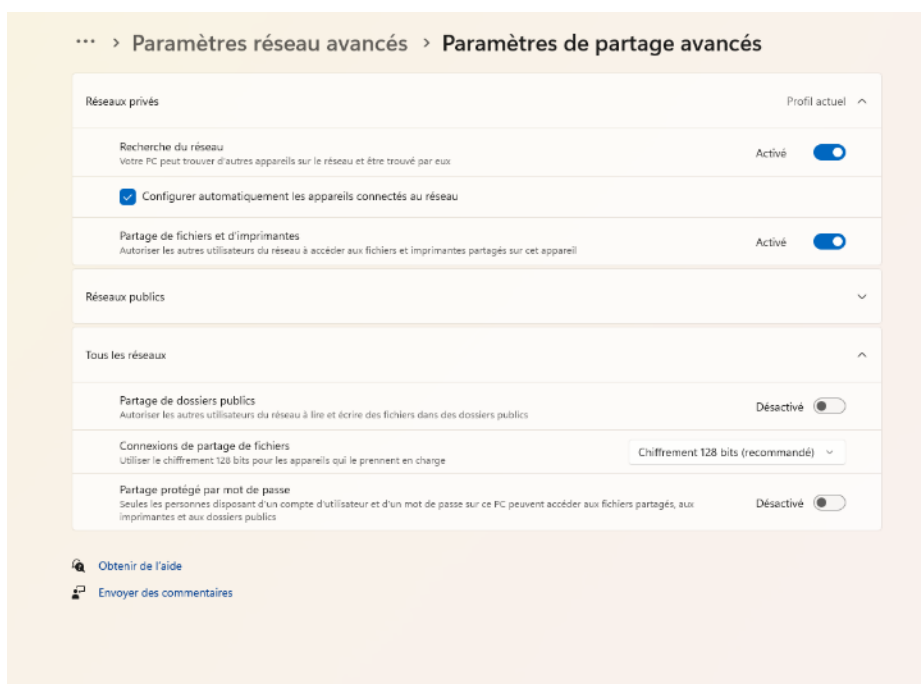 ··· > Paramètres réseau avancés > Paramètres de partage avancés
Réseaux privés
Profil actuel
Recherche du réseau
Votre PC peut trouver d'autres appareils sur le réseau et être trouvé par eux
Activé
Configurer automatiquement les appareils connectés au réseau
Partage de fichiers et d'imprimantes
Autoriser les autres utilisateurs du réseau à accéder aux fichiers et imprimantes partagés sur cet appareil
Activé
Réseaux publics
Tous les réseaux
Partage de dossiers publics
Autoriser les autres utilisateurs du réseau à lire et écrire des fichiers dans des dossiers publics
Désactivé
Connexions de partage de fichiers
Utiliser le chiffrement 128 bits pour les appareils qui le prennent en charge
Chiffrement 128 bits (recommandé)
Partage protégé par mot de passe
Seules les personnes disposant d'un compte d'utilisateur et d'un mot de passe sur ce PC peuvent accéder aux fichiers partagés, aux
imprimantes et aux dossiers publics
Désactivé
Obtenir de l'aide
Envoyer des commentaires